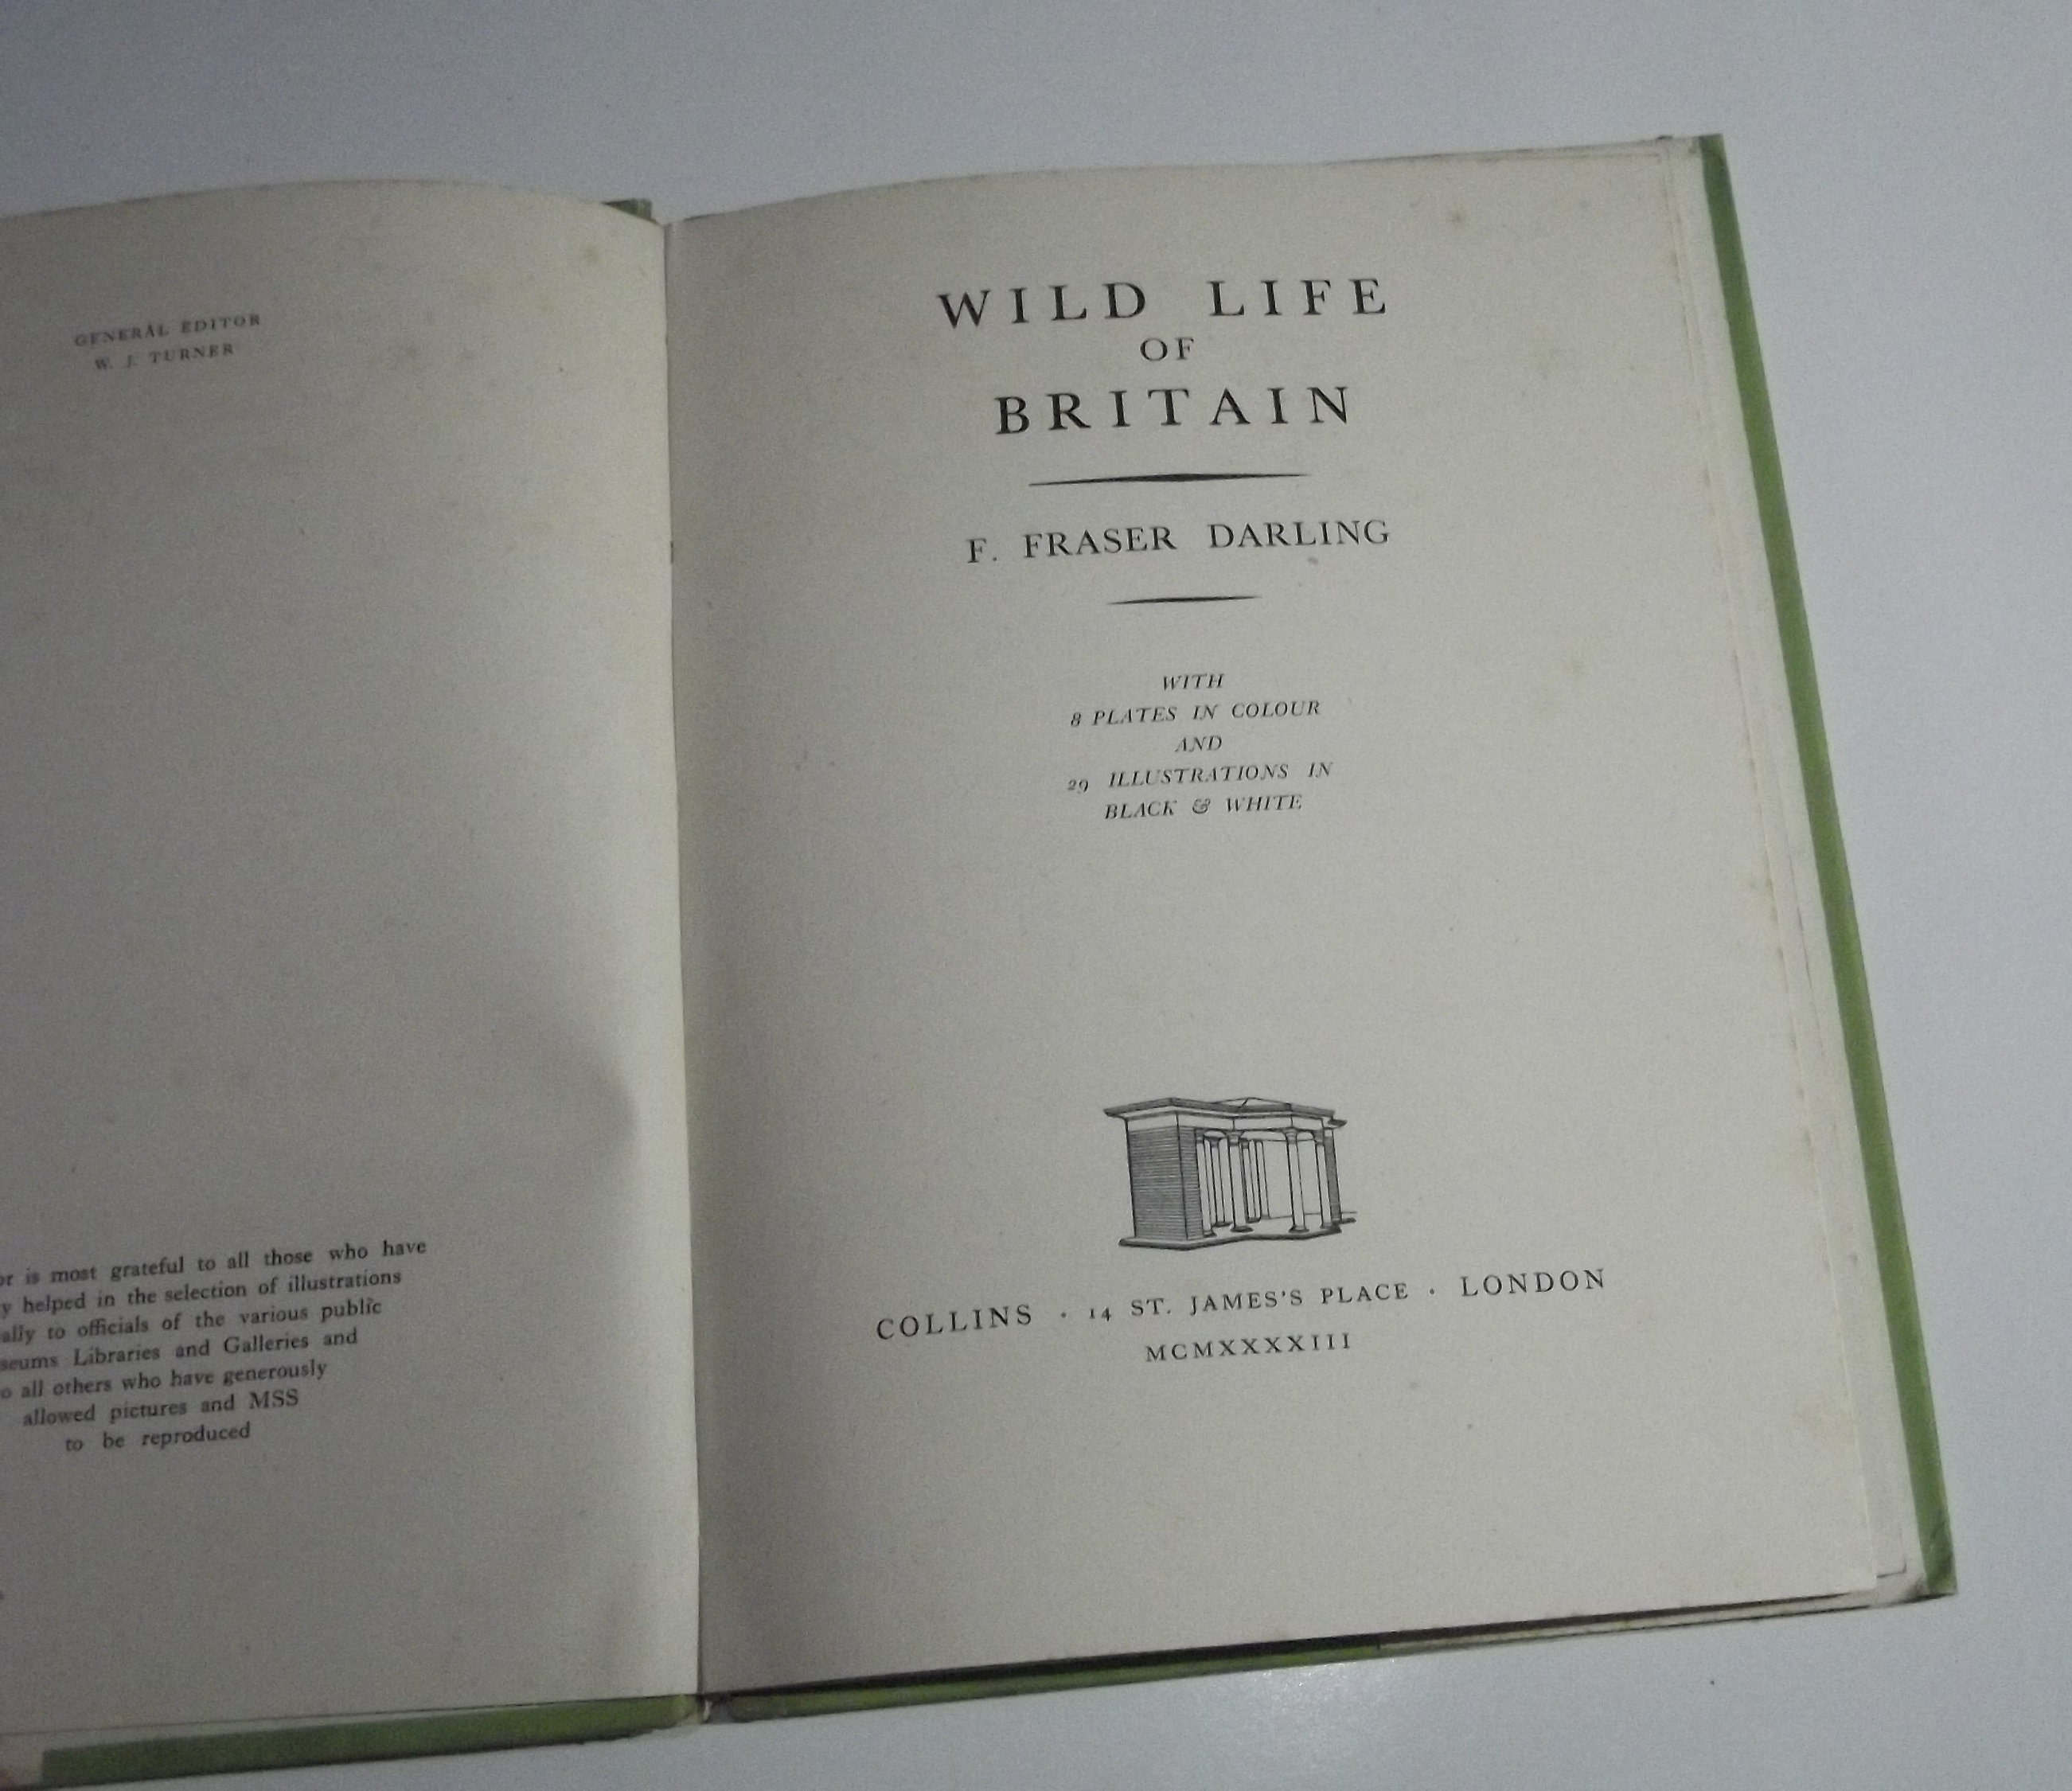 GENERAL EDITOR
W. J. TURNER
is most grateful to all those who have
helped in the selection of illustrations
to officials of the various public
Libraries and Galleries and
all others who have generously
allowed pictures and MSS
to be reproduced
WILD LIFE
OF
BRITAIN
F. FRASER DARLING
WITH
8 PLATES IN COLOUR
AND
29 ILLUSTRATIONS IN
BLACK & WHITE
COLLINS · 14 ST. JAMES'S PLACE · LONDON
MCMXXXXIII